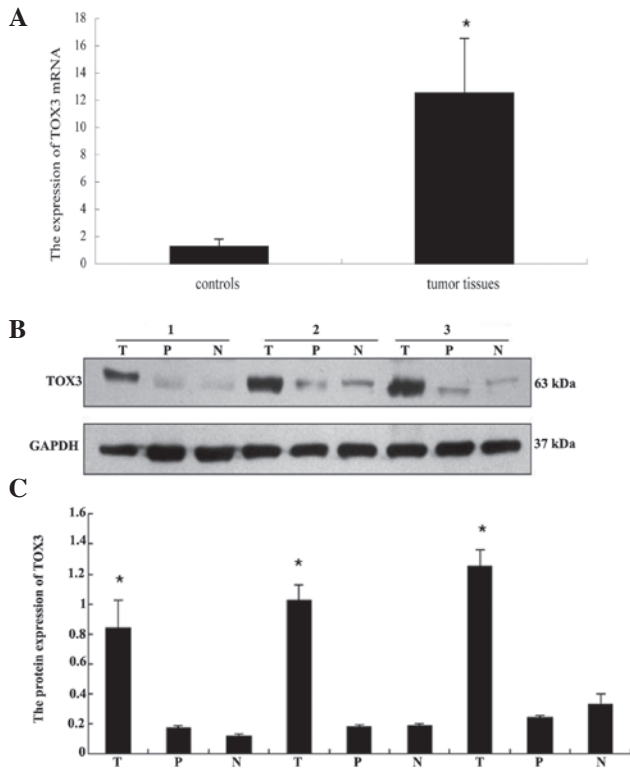 A
The expression of TOX3 mRNA
18
16
14
12
10
8
6
4
2
0
*
controls
tumor tissues
B
1 2 3
T P N T P N T P N
TOX3
63 kDa
GAPDH
37 kDa
C
The protein expression of TOX3
1.6
1.4
1.2
1
0.8
0.6
0.4
0.2
0
* * *
T P N T P N T P N